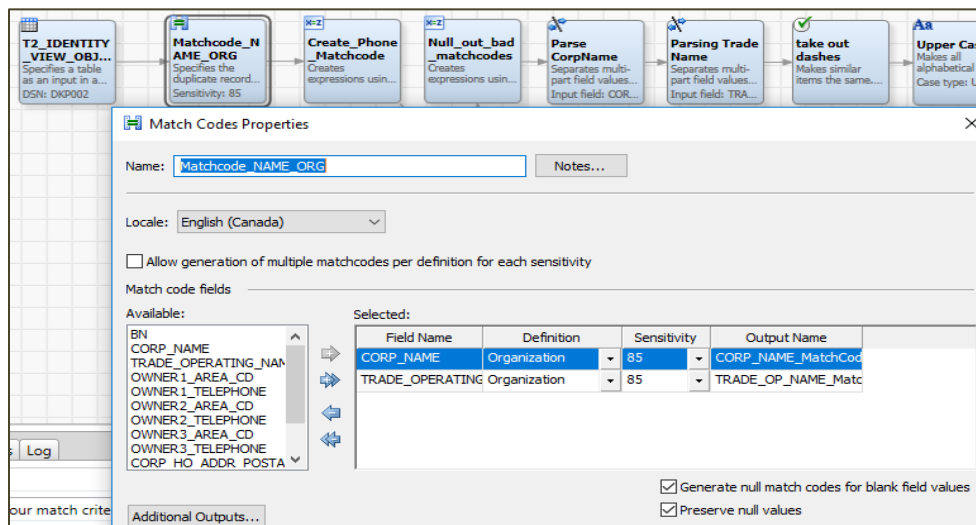 T2_IDENTITY
_VIEW_OBJ...
Specifies a table
as an input in a...
DSN: DKP002
Matchcode_N
AME_ORG
Specifies the
duplicate record...
Sensitivity: 85
Create_Phone
_Matchcode
Creates
expressions usin...
Null_out_bad
_matchcodes
Creates
expressions usin...
Parse
CorpName
Separates multi-
part field values...
Input field: COR...
Parsing Trade
Name
Separates multi-
part field values...
Input field: TRA...
take out
dashes
Makes similar
items the same....
Aa
Upper Cas
Makes all
alphabetical
Case type: U
Match Codes Properties
Name: Matchcode_NAME_ORG Notes...
Locale: English (Canada)
Allow generation of multiple matchcodes per definition for each sensitivity
Match code fields
Available:
BN
CORP_NAME
TRADE_OPERATING_NAM
OWNER1_AREA_CD
OWNER1_TELEPHONE
OWNER2_AREA_CD
OWNER2_TELEPHONE
OWNER3_AREA_CD
OWNER3_TELEPHONE
CORP_HO_ADDR_POSTA
Selected:
Field Name Definition Sensitivity Output Name
CORP_NAME Organization 85 CORP_NAME_MatchCod
TRADE_OPERATING Organization 85 TRADE_OP_NAME_Matc
Generate null match codes for blank field values
Preserve null values
Additional Outputs...
s Log
our match crite